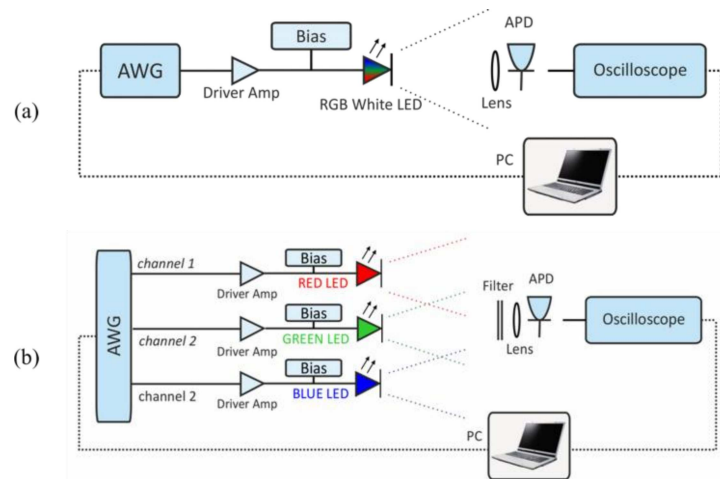 (a)
AWG
Driver Amp
Bias
RGB White LED
APD
Lens
Oscilloscope
PC
(b)
AWG
channel 1
Driver Amp
Bias
RED LED
channel 2
Driver Amp
Bias
GREEN LED
channel 2
Driver Amp
Bias
BLUE LED
Filter
APD
Lens
Oscilloscope
PC